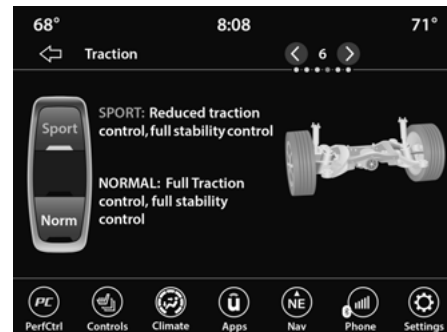 68° 8:08 71°
Traction 6
SPORT: Reduced traction
control, full stability control
Sport
NORMAL: Full Traction
control, full stability
control
Norm
PC û NE
PerfCtrl Controls Climate Apps Nav Phone Settings